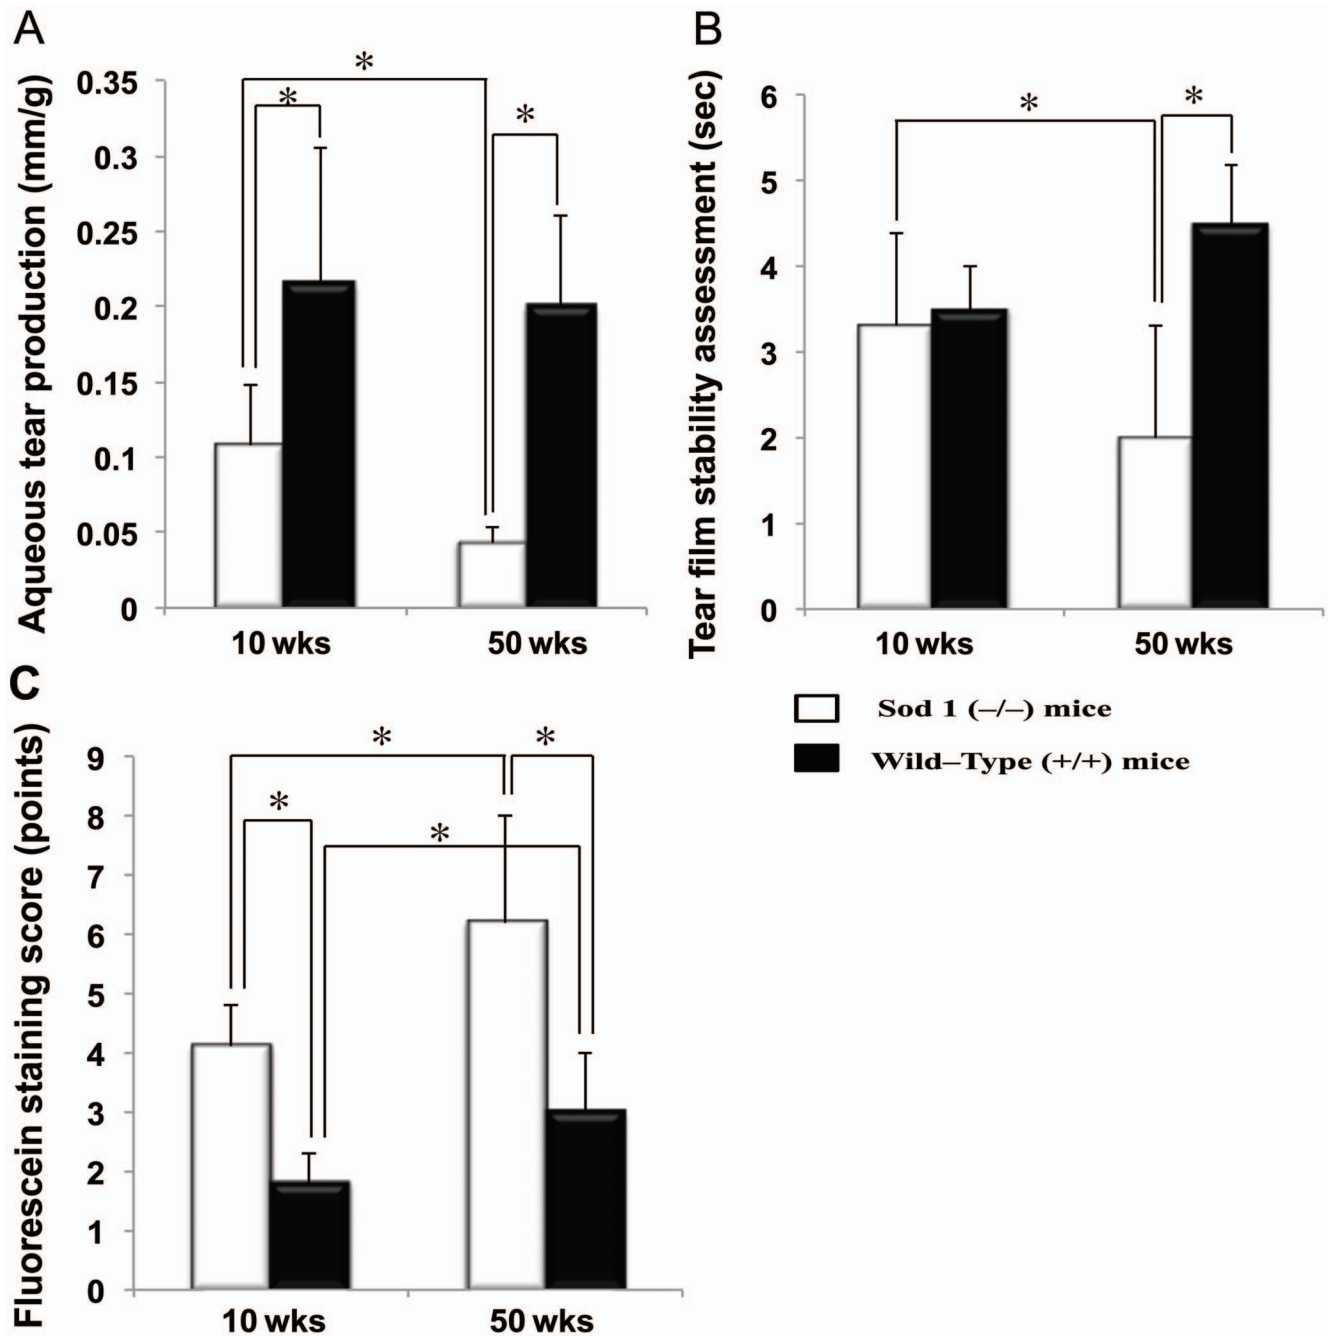 A
Aqueous tear production (mm/g)
0.35
0.3
0.25
0.2
0.15
0.1
0.05
0
*
*
*
10 wks
50 wks
B
Tear film stability assessment (sec)
6
5
4
3
2
1
0
*
*
10 wks
50 wks
Sod 1 (–/–) mice
Wild–Type (+/+) mice
C
Fluorescein staining score (points)
9
8
7
6
5
4
3
2
1
0
*
*
*
*
10 wks
50 wks